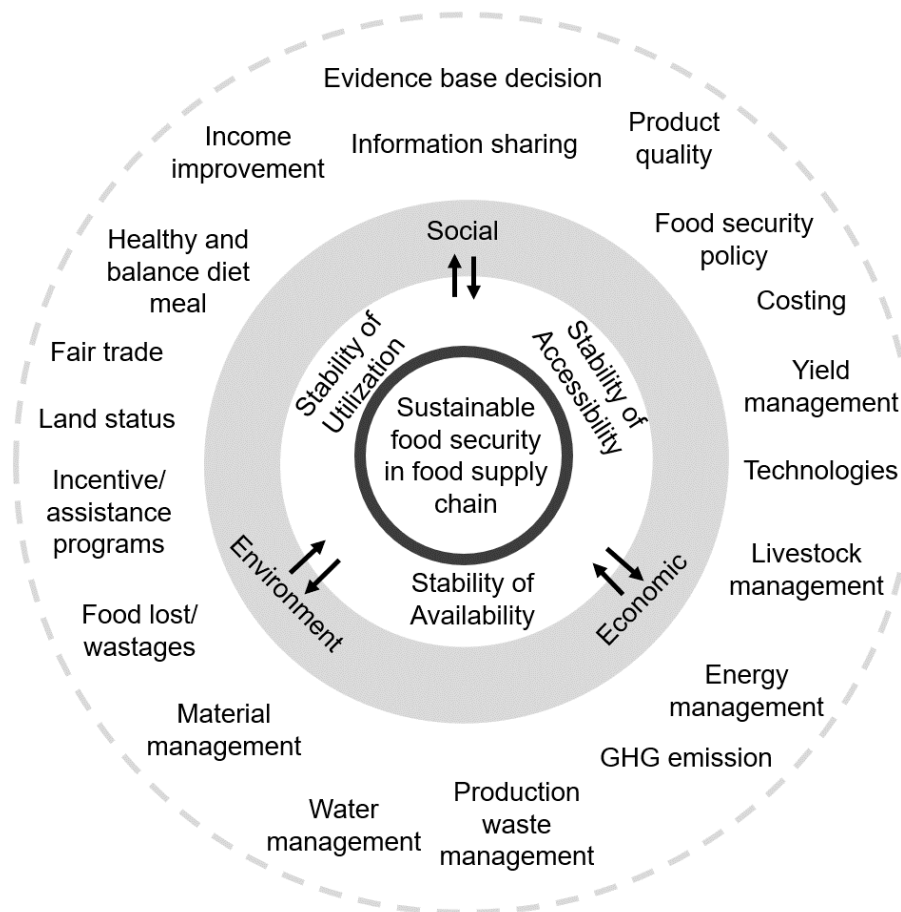 Evidence base decision
Information sharing
Product
quality
Income
improvement
Food security
policy
Healthy and
balance diet
meal
Costing
Fair trade
Yield
management
Land status
Technologies
Incentive/
assistance
programs
Livestock
management
Food lost/
wastages
Energy
management
Material
management
GHG emission
Water
management
Production
waste
management
Social
Environment
Economic
Stability of
Utilization
Stability of
Accessibility
Stability of
Availability
Sustainable
food security
in food supply
chain